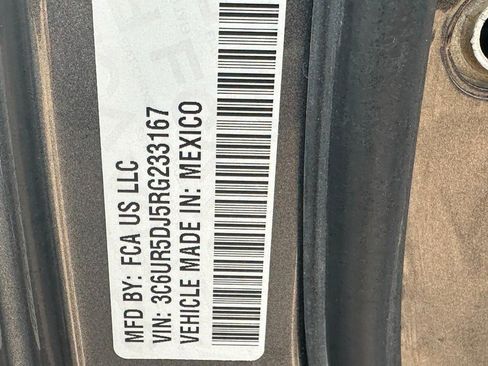 MFD BY: FCA US LLC
VIN: 3C6UR5DJ5RG233167
VEHICLE MADE IN: MEXICO